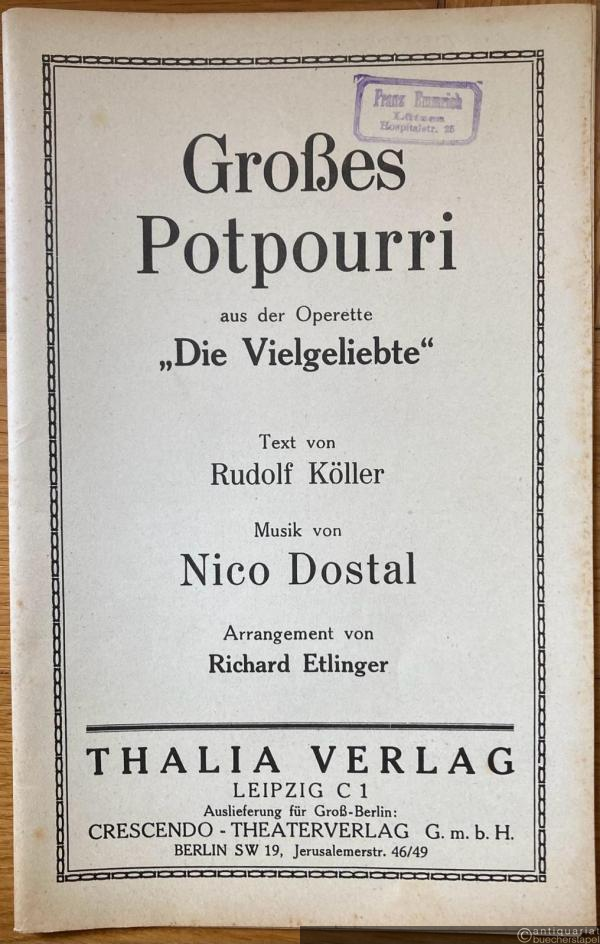 Franz Emmrich
Lützen
Hospitalstr. 25
Großes
Potpourri
aus der Operette
„Die Vielgeliebte“
Text von
Rudolf Köller
Musik von
Nico Dostal
Arrangement von
Richard Etlinger
THALIA VERLAG
LEIPZIG C 1
Auslieferung für Groß-Berlin:
CRESCENDO - THEATERVERLAG G. m. b. H.
BERLIN SW 19, Jerusalemerstr. 46/49
©antiquariat
buecherstapel